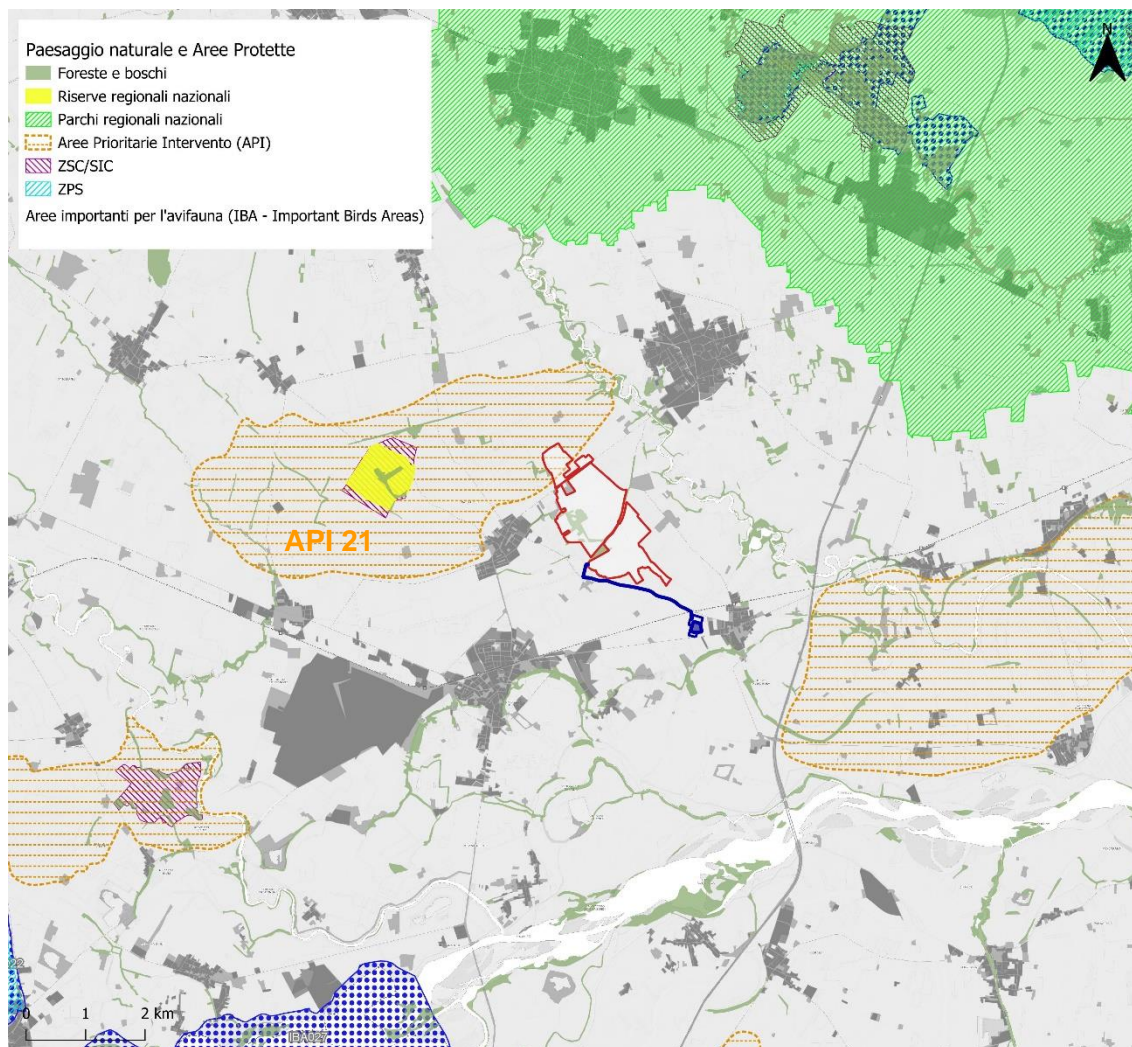 Paesaggio naturale e Aree Protette
Foreste e boschi
Riserve regionali nazionali
Parchi regionali nazionali
Aree Prioritarie Intervento (API)
ZSC/SIC
ZPS
Aree importanti per l'avifauna (IBA - Important Birds Areas)
N
API 21
0 1 2 km
IBA027